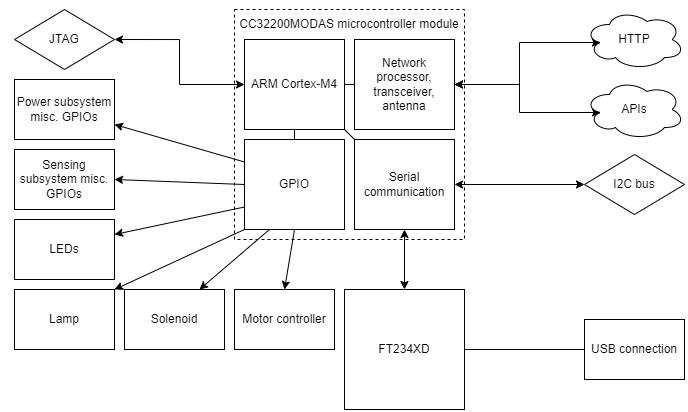 CC32200MODAS microcontroller module
JTAG
ARM Cortex-M4
Network
processor,
transceiver,
antenna
HTTP
APIs
Power subsystem
misc. GPIOs
Sensing
subsystem misc.
GPIOs
GPIO
Serial
communication
I2C bus
LEDs
Lamp
Solenoid
Motor controller
FT234XD
USB connection